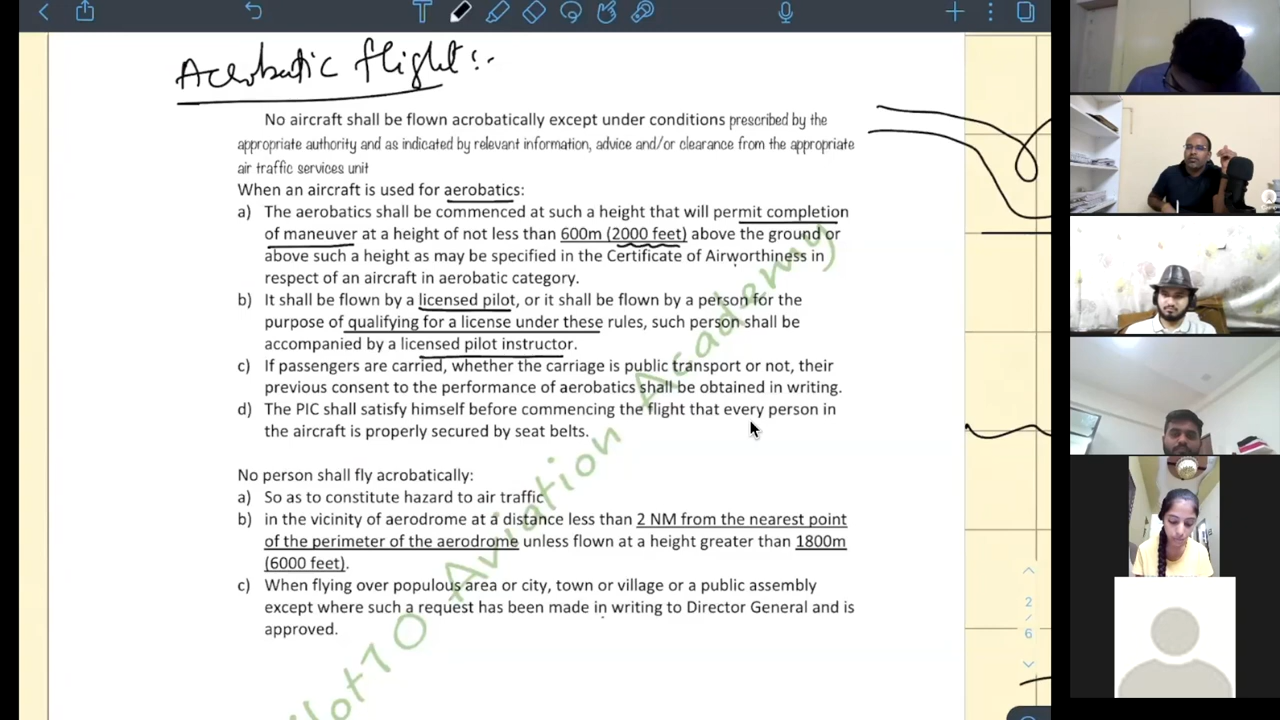 Acrobatic flight :-
No aircraft shall be flown acrobatically except under conditions prescribed by the
appropriate authority and as indicated by relevant information, advice and/or clearance from the appropriate
air traffic services unit
When an aircraft is used for aerobatics:
a) The aerobatics shall be commenced at such a height that will permit completion
of maneuver at a height of not less than 600m (2000 feet) above the ground or
above such a height as may be specified in the Certificate of Airworthiness in
respect of an aircraft in aerobatic category.
b) It shall be flown by a licensed pilot, or it shall be flown by a person for the
purpose of qualifying for a license under these rules, such person shall be
accompanied by a licensed pilot instructor.
c) If passengers are carried, whether the carriage is public transport or not, their
previous consent to the performance of aerobatics shall be obtained in writing.
d) The PIC shall satisfy himself before commencing the flight that every person in
the aircraft is properly secured by seat belts.
No person shall fly acrobatically:
a) So as to constitute hazard to air traffic
b) in the vicinity of aerodrome at a distance less than 2 NM from the nearest point
of the perimeter of the aerodrome unless flown at a height greater than 1800m
(6000 feet).
c) When flying over populous area or city, town or village or a public assembly
except where such a request has been made in writing to Director General and is
approved.
ilot10 Aviation Academy
2
/
6